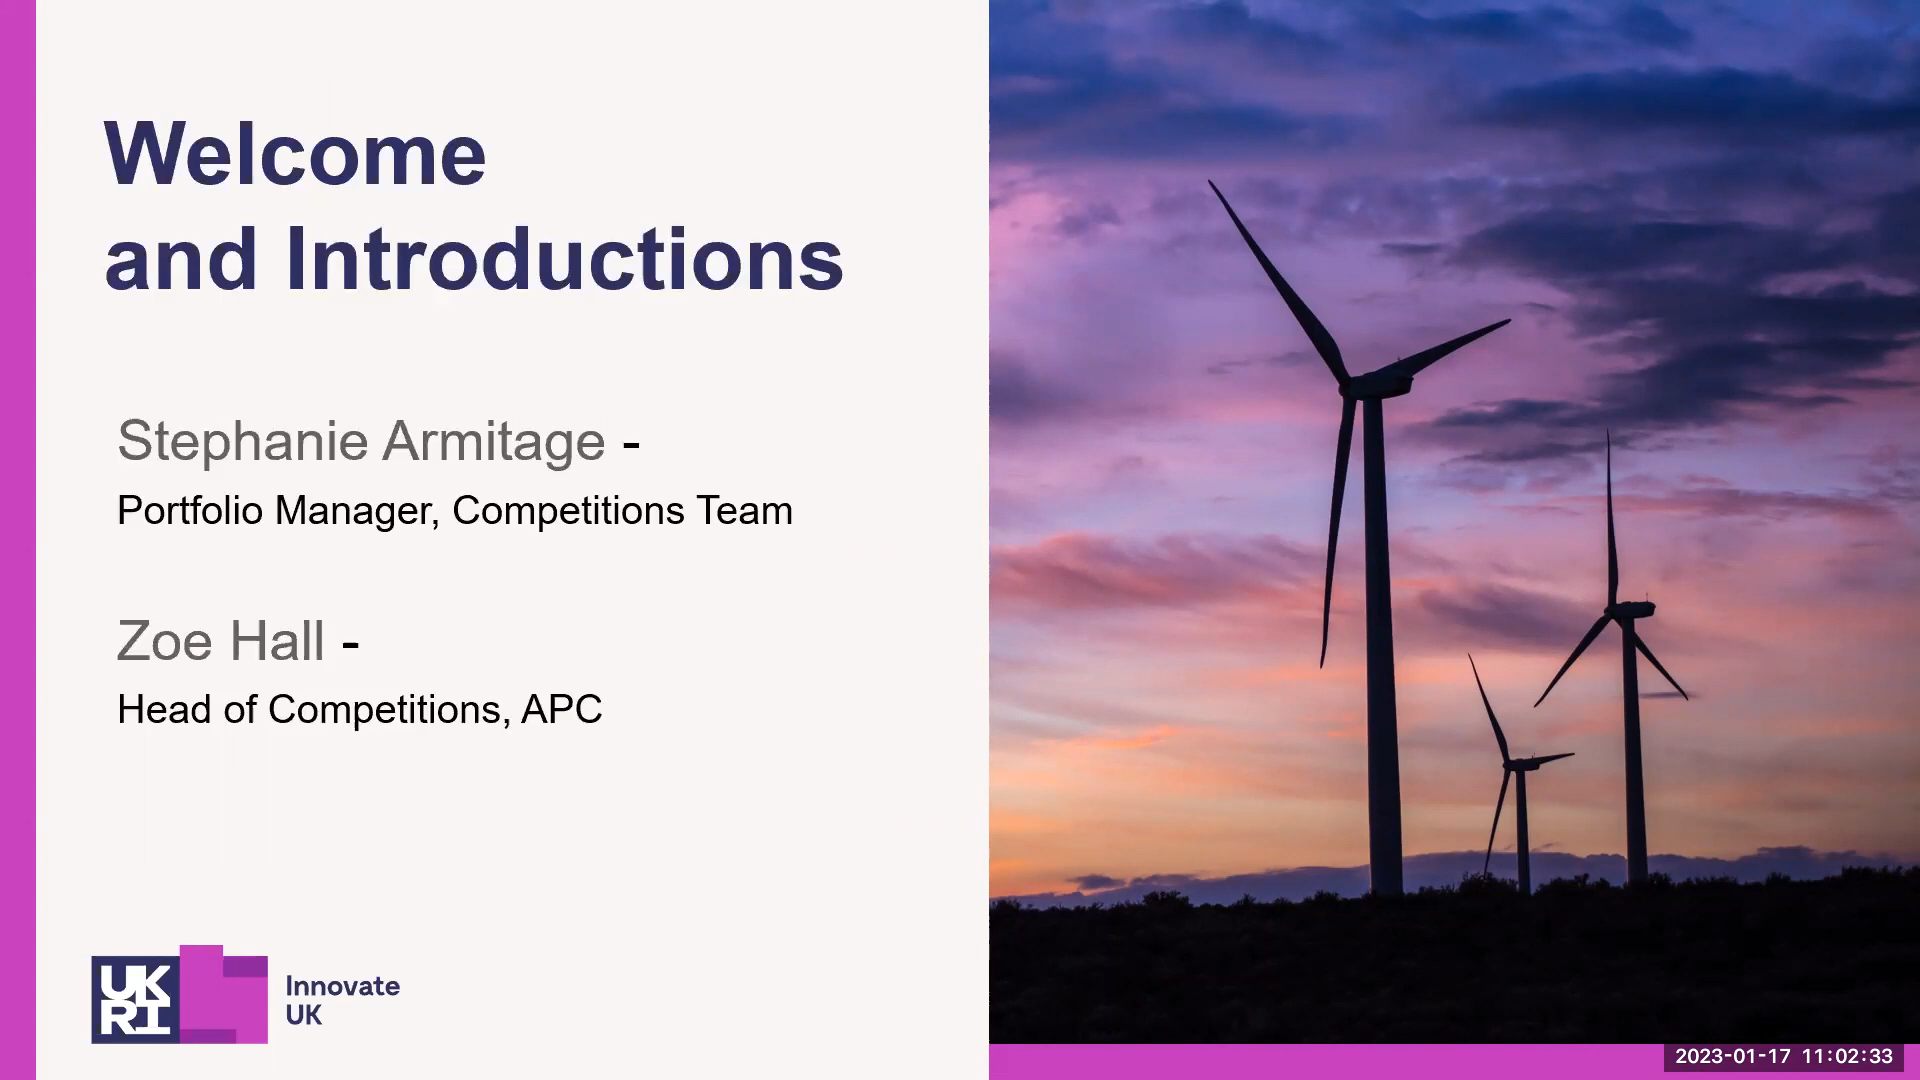 Welcome
and Introductions
Stephanie Armitage -
Portfolio Manager, Competitions Team
Zoe Hall -
Head of Competitions, APC
UK
RI
Innovate
UK
2023-01-17 11:02:33